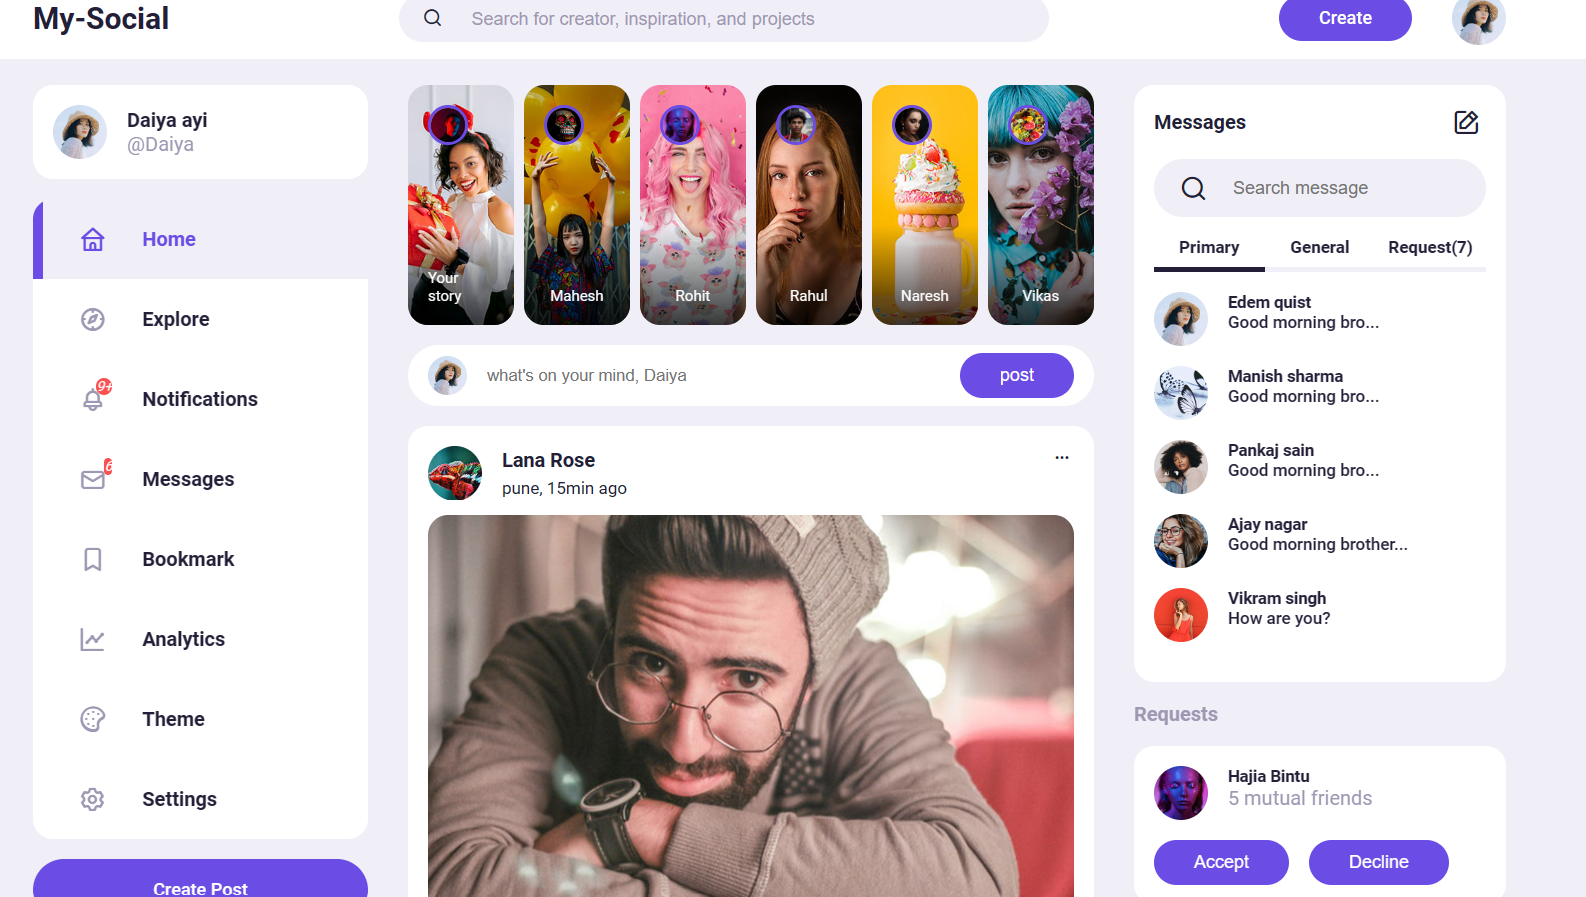 My-Social
Search for creator, inspiration, and projects
Create
Daiya ayi
@Daiya
Home
Explore
9+
Notifications
6
Messages
Bookmark
Analytics
Theme
Settings
Create Post
Your
story
Mahesh
Rohit
Rahul
Naresh
Vikas
what's on your mind, Daiya
post
Lana Rose
...
pune, 15min ago
Messages
Search message
Primary
General
Request(7)
Edem quist
Good morning bro...
Manish sharma
Good morning bro...
Pankaj sain
Good morning bro...
Ajay nagar
Good morning brother...
Vikram singh
How are you?
Requests
Hajia Bintu
5 mutual friends
Accept
Decline